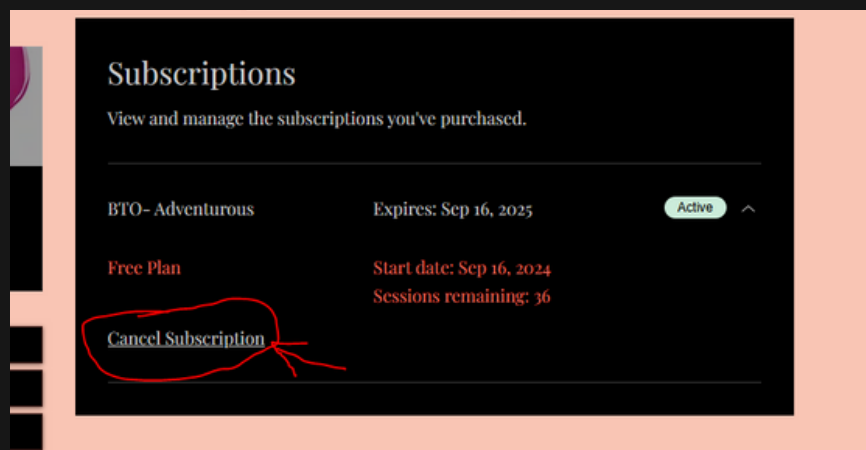 Subscriptions
View and manage the subscriptions you've purchased.
BTO- Adventurous
Expires: Sep 16, 2025
Active
Free Plan
Start date: Sep 16, 2024
Sessions remaining: 36
Cancel Subscription